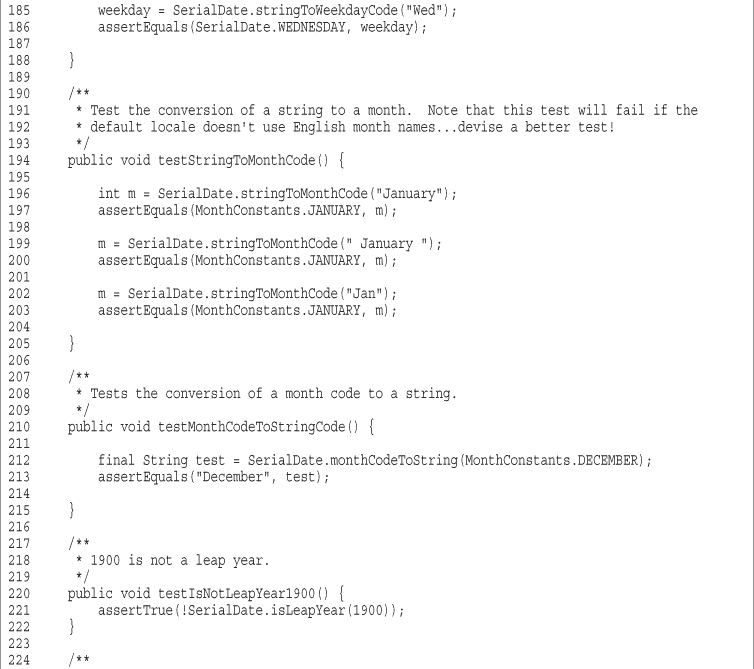 185         weekday = SerialDate.stringToWeekdayCode("Wed");
186         assertEquals(SerialDate.WEDNESDAY, weekday);
187
188     }
189
190     /**
191      * Test the conversion of a string to a month.  Note that this test will fail if the
192      * default locale doesn't use English month names...devise a better test!
193      */
194     public void testStringToMonthCode() {
195
196         int m = SerialDate.stringToMonthCode("January");
197         assertEquals(MonthConstants.JANUARY, m);
198
199         m = SerialDate.stringToMonthCode(" January ");
200         assertEquals(MonthConstants.JANUARY, m);
201
202         m = SerialDate.stringToMonthCode("Jan");
203         assertEquals(MonthConstants.JANUARY, m);
204
205     }
206
207     /**
208      * Tests the conversion of a month code to a string.
209      */
210     public void testMonthCodeToStringCode() {
211
212         final String test = SerialDate.monthCodeToString(MonthConstants.DECEMBER);
213         assertEquals("December", test);
214
215     }
216
217     /**
218      * 1900 is not a leap year.
219      */
220     public void testIsNotLeapYear1900() {
221         assertTrue(!SerialDate.isLeapYear(1900));
222     }
223
224     /**